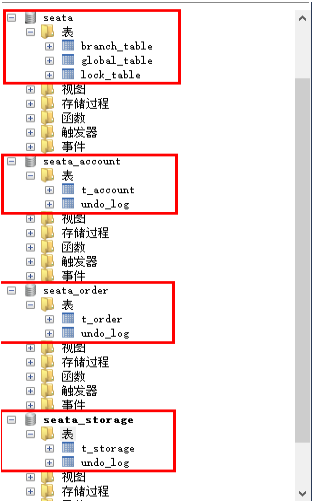 seata
表
branch_table
global_table
lock_table
视图
存储过程
函数
触发器
事件
seata_account
表
t_account
undo_log
视图
存储过程
函数
触发器
事件
seata_order
表
t_order
undo_log
视图
存储过程
函数
触发器
事件
seata_storage
表
t_storage
undo_log
视图
存储过程